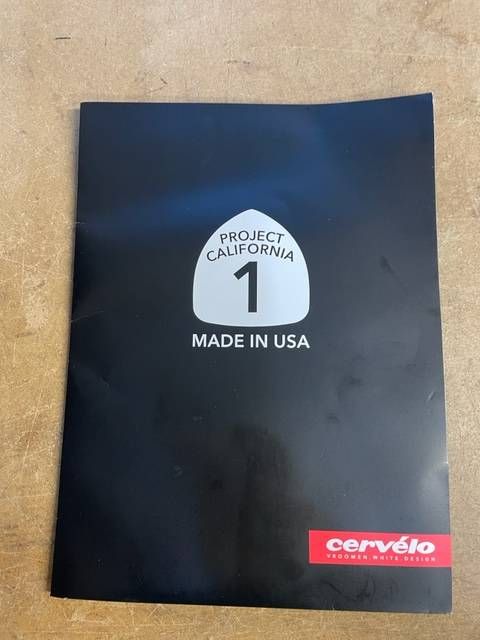 PROJECT
CALIFORNIA
1
MADE IN USA
cervélo
VROOMEN.WHITE.DESIGN